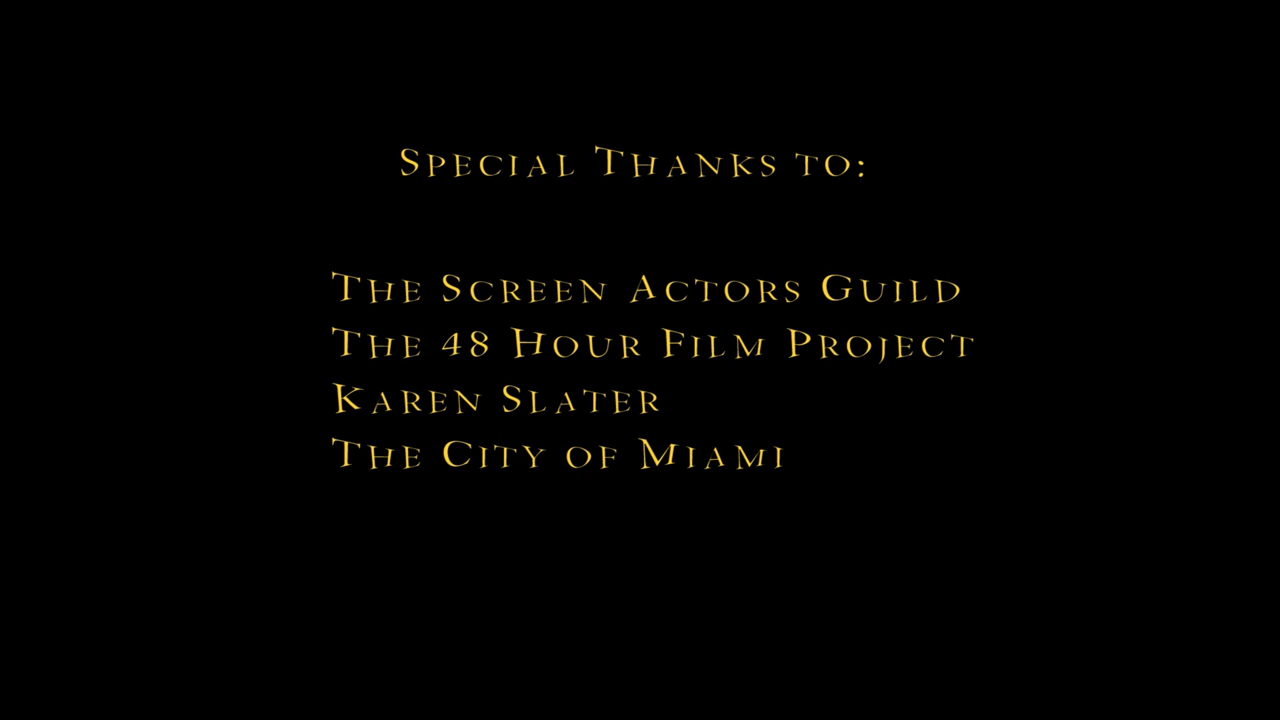 Special Thanks to:
The Screen Actors Guild
The 48 Hour Film Project
Karen Slater
The City of Miami